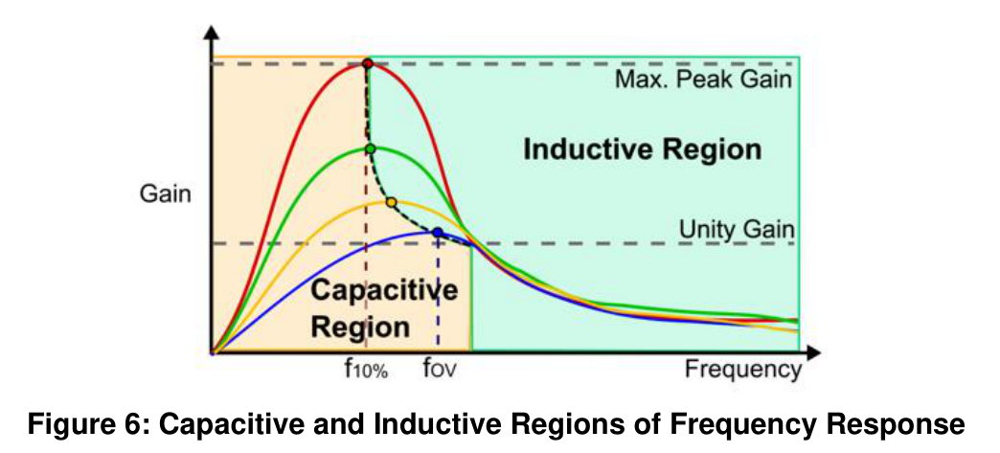 Max. Peak Gain
Inductive Region
Gain
Unity Gain
Capacitive
Region
f10% fOV Frequency
Figure 6: Capacitive and Inductive Regions of Frequency Response